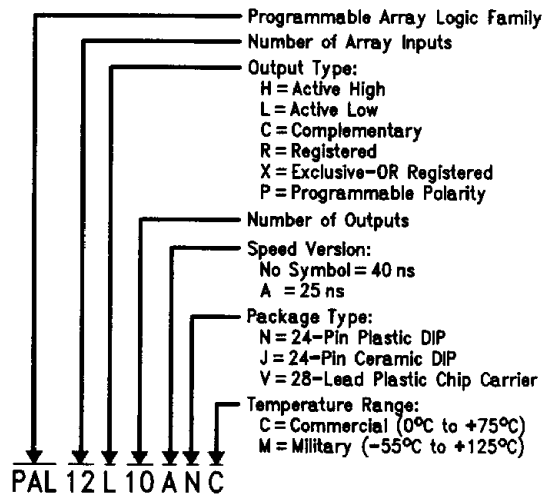 Programmable Array Logic Family
Number of Array Inputs
Output Type:
H = Active High
L = Active Low
C = Complementary
R = Registered
X = Exclusive-OR Registered
P = Programmable Polarity
Number of Outputs
Speed Version:
No Symbol = 40 ns
A = 25 ns
Package Type:
N = 24-Pin Plastic DIP
J = 24-Pin Ceramic DIP
V = 28-Lead Plastic Chip Carrier
Temperature Range:
C = Commercial (0°C to +75°C)
M = Military (-55°C to +125°C)
PAL 12 L 10 A N C